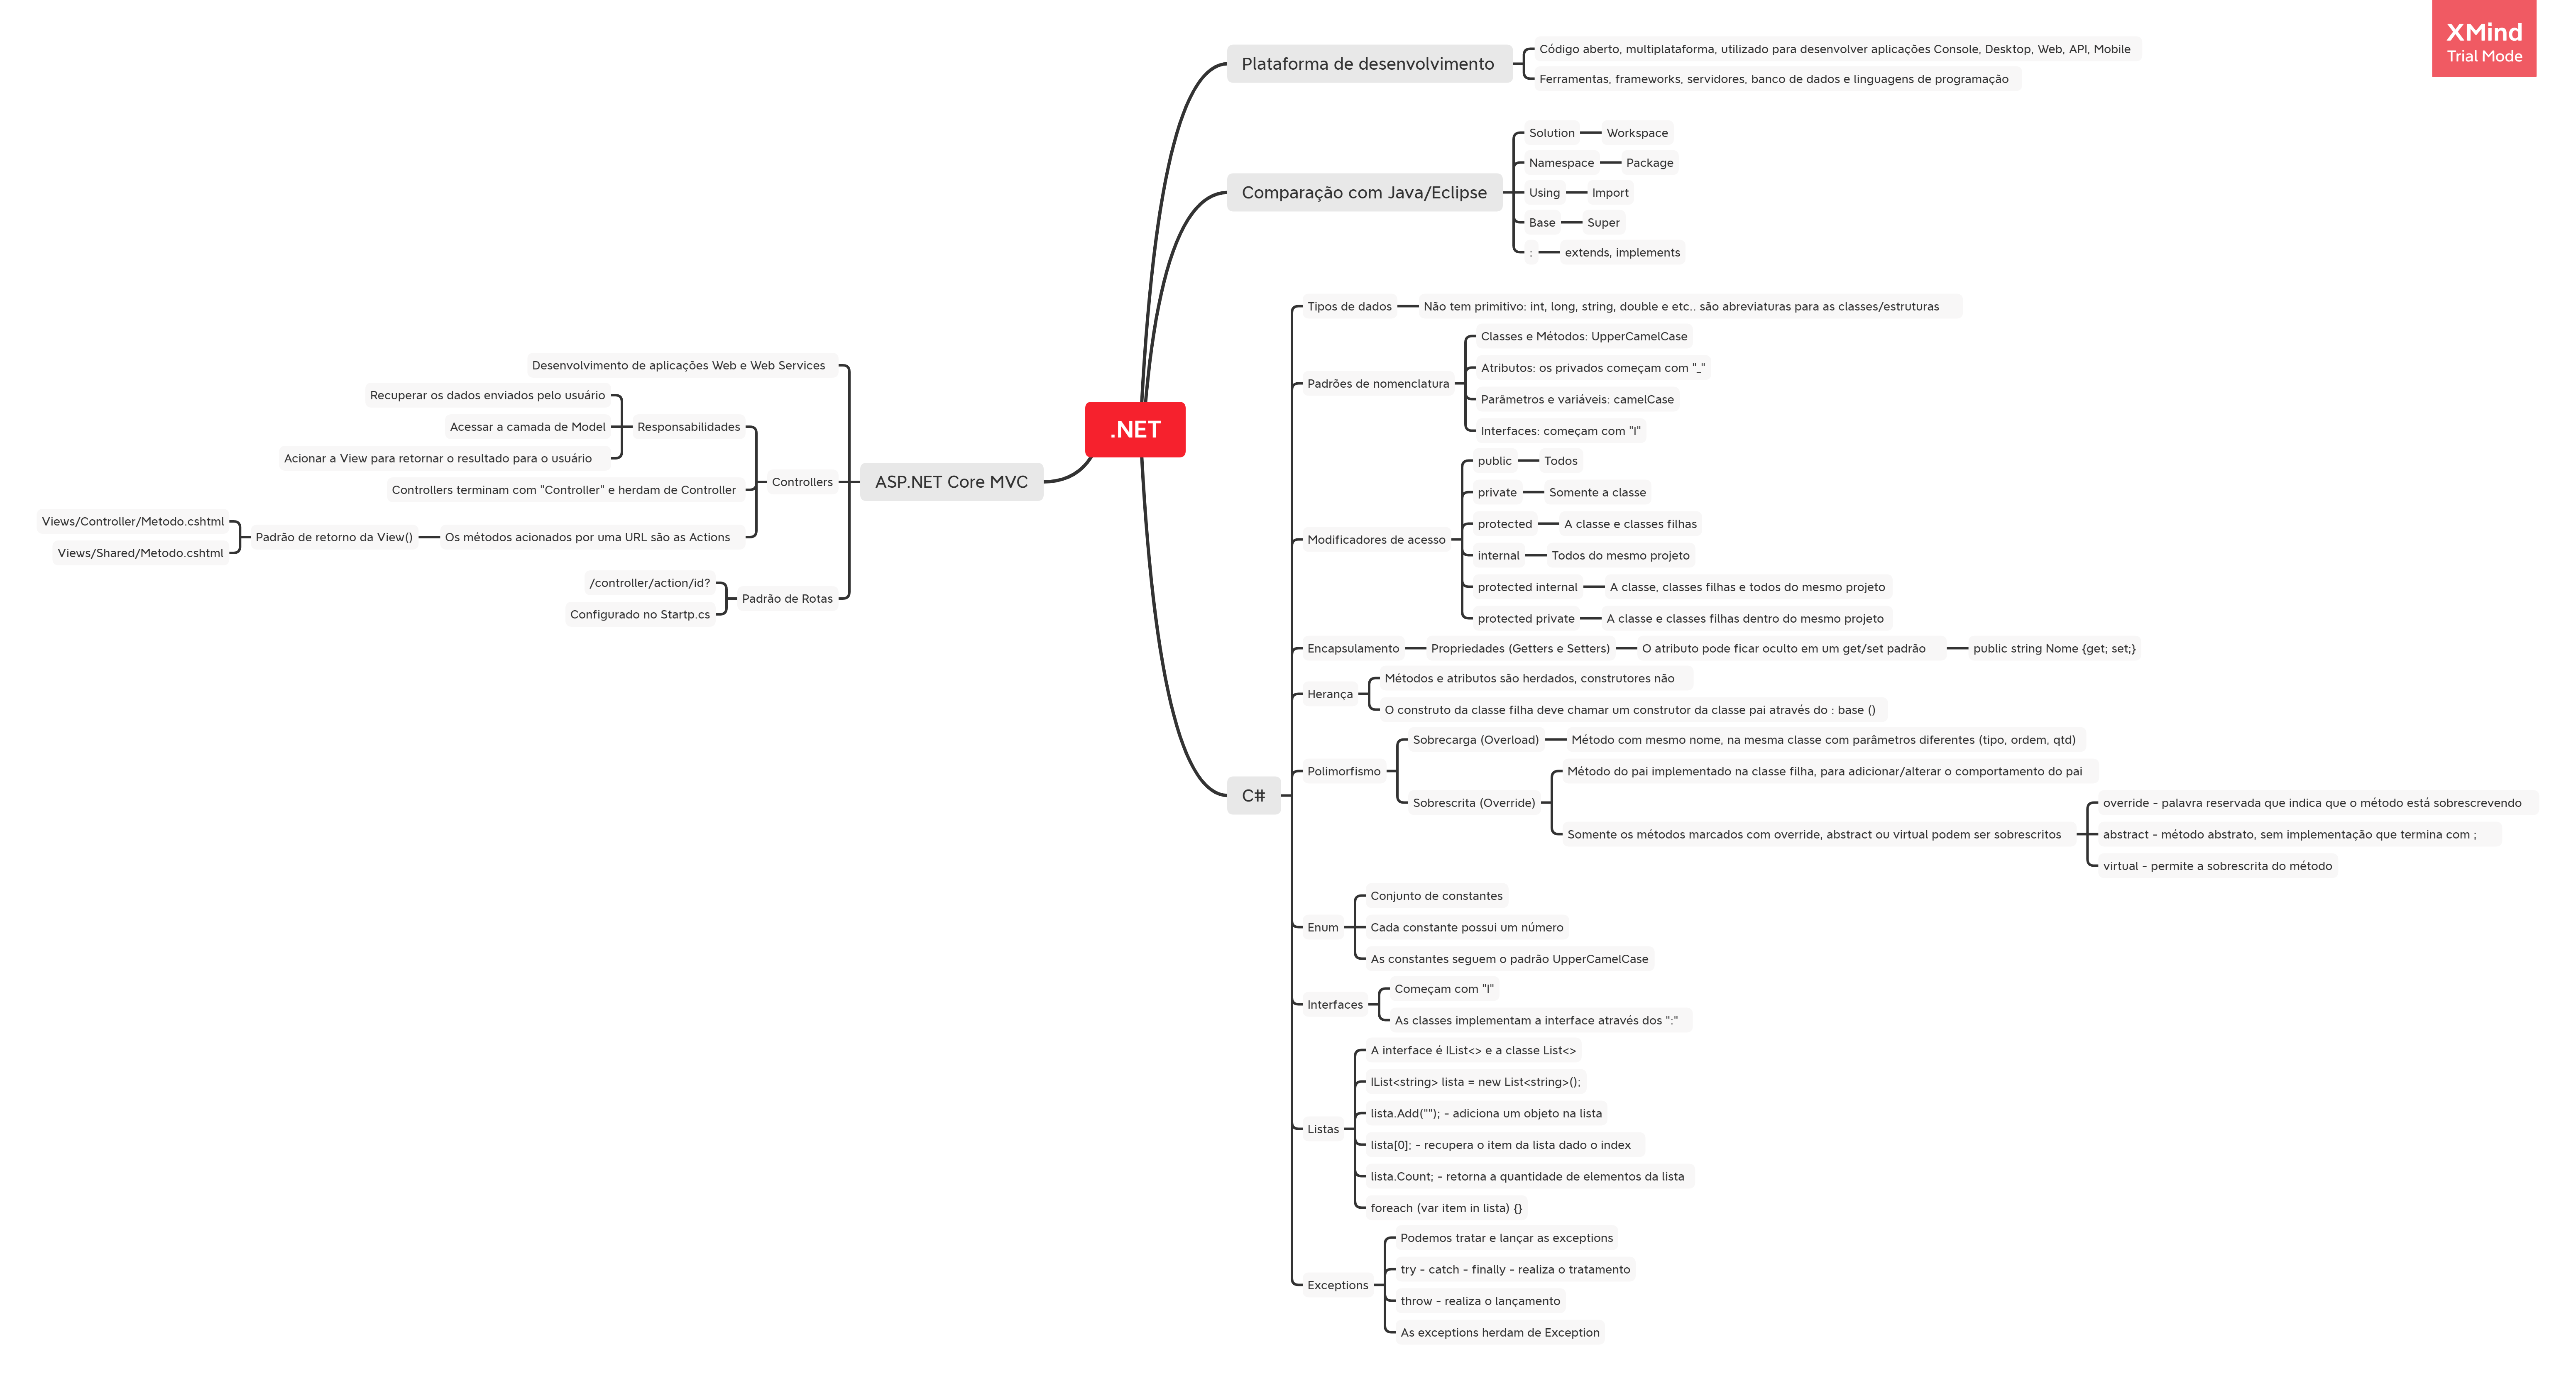 XMind
Trial Mode
.NET
Plataforma de desenvolvimento
Código aberto, multiplataforma, utilizado para desenvolver aplicações Console, Desktop, Web, API, Mobile
Ferramentas, frameworks, servidores, banco de dados e linguagens de programação
Comparação com Java/Eclipse
Solution
Workspace
Namespace
Package
Using
Import
Base
Super
:
extends, implements
C#
Tipos de dados
Não tem primitivo: int, long, string, double e etc.. são abreviaturas para as classes/estruturas
Padrões de nomenclatura
Classes e Métodos: UpperCamelCase
Atributos: os privados começam com "_"
Parâmetros e variáveis: camelCase
Interfaces: começam com "I"
Modificadores de acesso
public
Todos
private
Somente a classe
protected
A classe e classes filhas
internal
Todos do mesmo projeto
protected internal
A classe, classes filhas e todos do mesmo projeto
protected private
A classe e classes filhas dentro do mesmo projeto
Encapsulamento
Propriedades (Getters e Setters)
O atributo pode ficar oculto em um get/set padrão
public string Nome {get; set;}
Herança
Métodos e atributos são herdados, construtores não
O construto da classe filha deve chamar um construtor da classe pai através do : base ()
Polimorfismo
Sobrecarga (Overload)
Método com mesmo nome, na mesma classe com parâmetros diferentes (tipo, ordem, qtd)
Sobrescrita (Override)
Método do pai implementado na classe filha, para adicionar/alterar o comportamento do pai
Somente os métodos marcados com override, abstract ou virtual podem ser sobrescritos
override - palavra reservada que indica que o método está sobrescrevendo
abstract - método abstrato, sem implementação que termina com ;
virtual - permite a sobrescrita do método
Enum
Conjunto de constantes
Cada constante possui um número
As constantes seguem o padrão UpperCamelCase
Interfaces
Começam com "I"
As classes implementam a interface através dos ":"
Listas
A interface é IList<> e a classe List<>
IList<string> lista = new List<string>();
lista.Add(""); - adiciona um objeto na lista
lista[0]; - recupera o item da lista dado o index
lista.Count; - retorna a quantidade de elementos da lista
foreach (var item in lista) {}
Exceptions
Podemos tratar e lançar as exceptions
try - catch - finally - realiza o tratamento
throw - realiza o lançamento
As exceptions herdam de Exception
ASP.NET Core MVC
Desenvolvimento de aplicações Web e Web Services
Controllers
Responsabilidades
Recuperar os dados enviados pelo usuário
Acessar a camada de Model
Acionar a View para retornar o resultado para o usuário
Controllers terminam com "Controller" e herdam de Controller
Os métodos acionados por uma URL são as Actions
Padrão de retorno da View()
Views/Controller/Metodo.cshtml
Views/Shared/Metodo.cshtml
Padrão de Rotas
/controller/action/id?
Configurado no Startp.cs